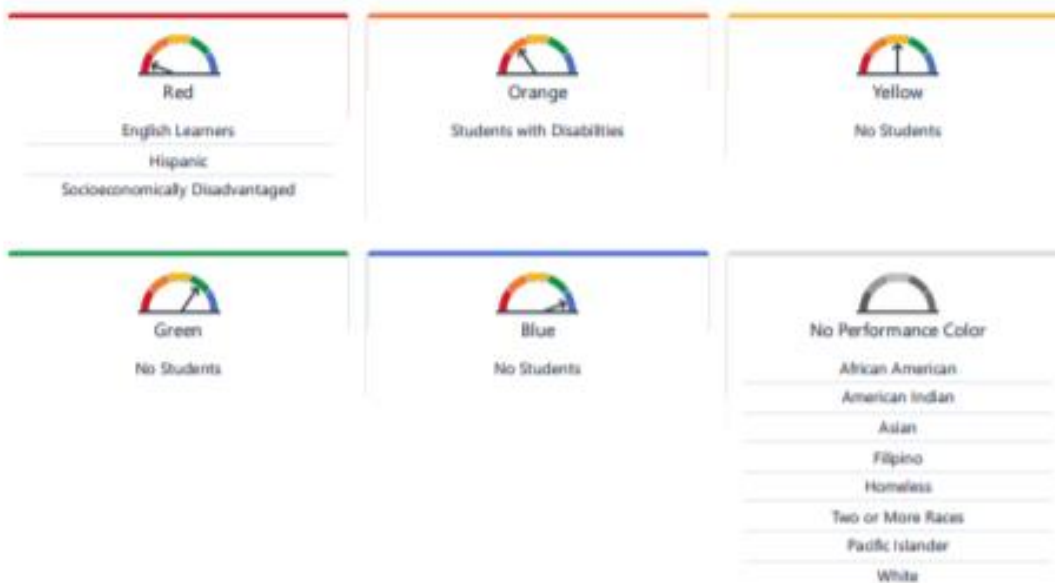 Red
English Learners
Hispanic
Socioeconomically Disadvantaged
Orange
Students with Disabilities
Yellow
No Students
Green
No Students
Blue
No Students
No Performance Color
African American
American Indian
Asian
Filipino
Homeless
Two or More Races
Pacific Islander
White